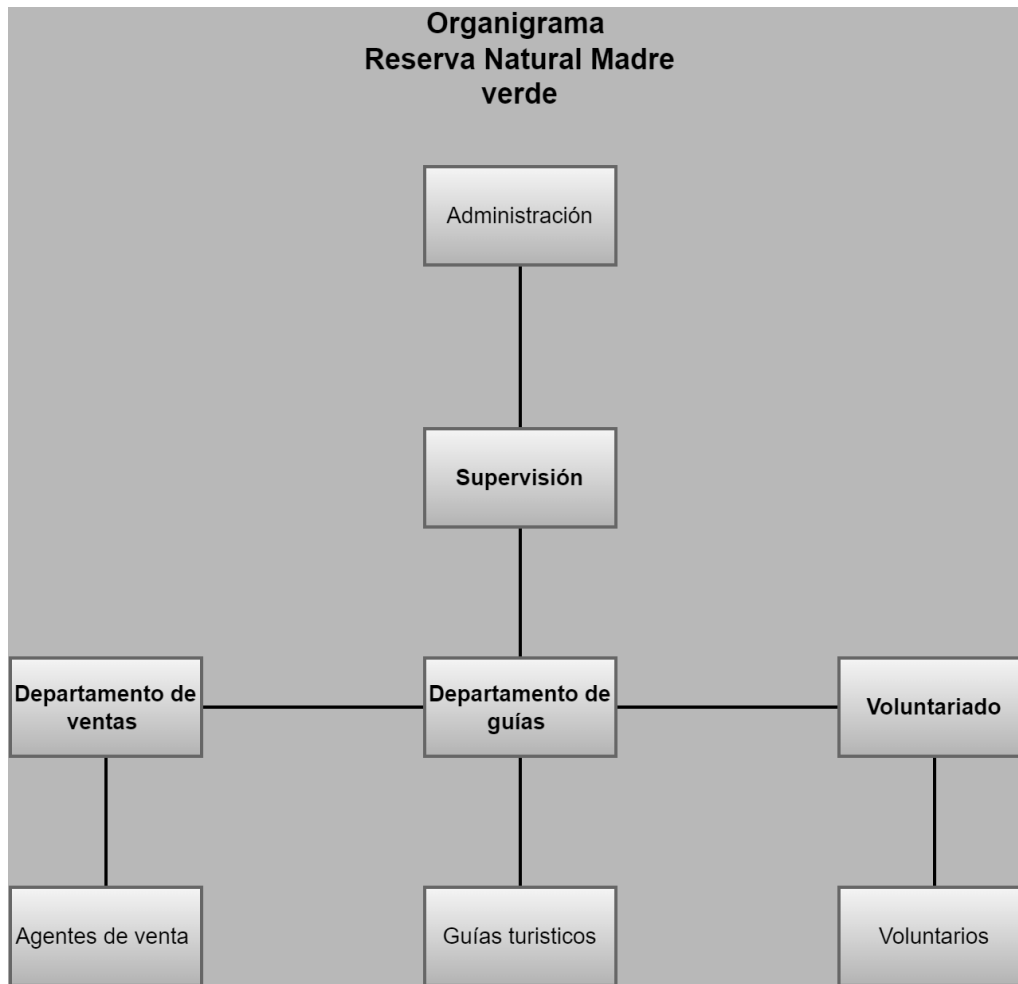 Organigrama
Reserva Natural Madre
verde
Administración
Supervisión
Departamento de
ventas
Departamento de
guías
Voluntariado
Agentes de venta
Guías turisticos
Voluntarios